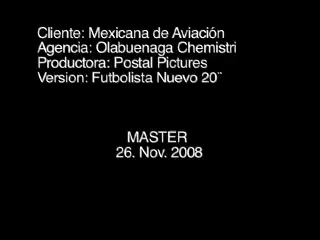 Cliente: Mexicana de Aviación
Agencia: Olabuenaga Chemistri
Productora: Postal Pictures
Version: Futbolista Nuevo 20¨
MASTER
26. Nov. 2008